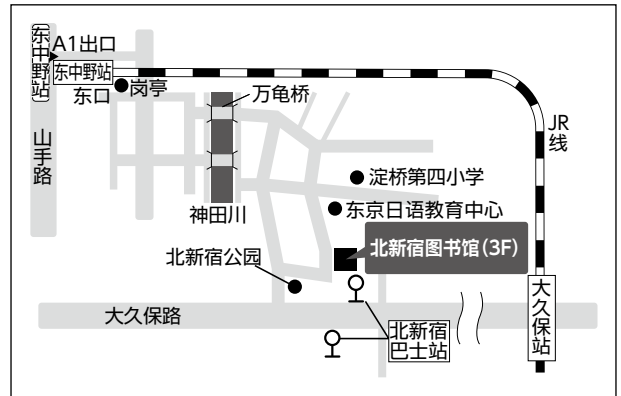 东中野站
A1出口
东中野站
东口
岗亭
万龟桥
山手路
JR线
淀桥第四小学
神田川
东京日语教育中心
北新宿图书馆(3F)
北新宿公园
大久保路
大久保站
北新宿
巴士站